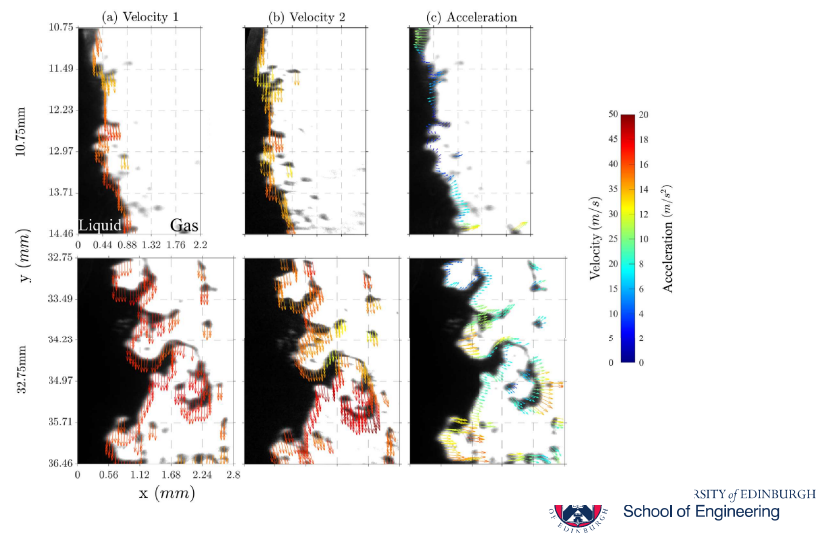 (a) Velocity 1
(b) Velocity 2
(c) Acceleration
10.75
11.49
12.23
12.97
13.71
14.46
10.75mm
Liquid
Gas
0 0.44 0.88 1.32 1.76 2.2
y (mm)
32.75
33.49
34.23
34.97
35.71
36.46
32.75mm
0 0.56 1.12 1.68 2.24 2.8
x (mm)
50 20
45 18
40 16
35 14
30 12
25 10
20 8
15 6
10 4
5 2
0 0
Velocity (m/s)
Acceleration (m/s²)
RSITY of EDINBURGH
School of Engineering
OF EDINBURGH